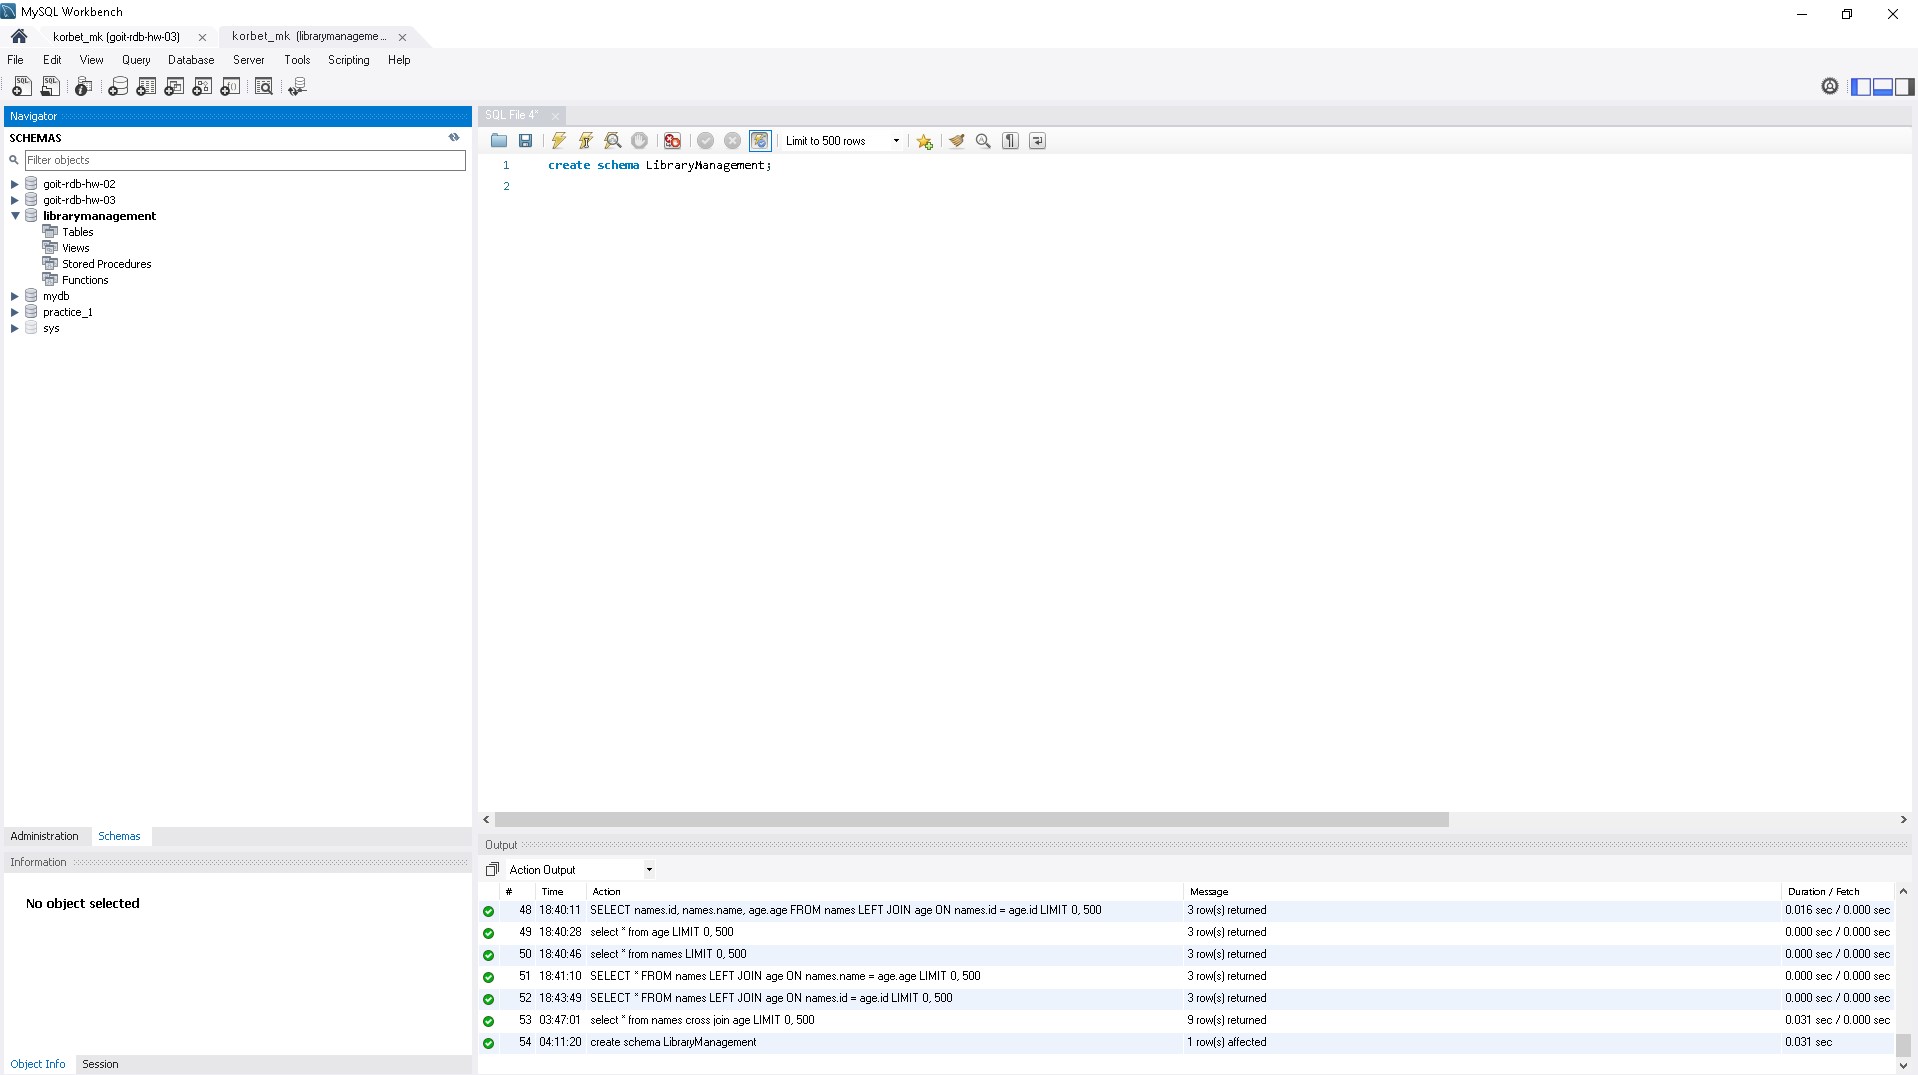 MySQL Workbench
korbet_mk (goit-rdb-hw-03)
korbet_mk (librarymanageme...
File Edit View Query Database Server Tools Scripting Help
Navigator
SCHEMAS
Filter objects
goit-rdb-hw-02
goit-rdb-hw-03
librarymanagement
Tables
Views
Stored Procedures
Functions
mydb
practice_1
sys
Administration Schemas
Information
No object selected
Object Info Session
SQL File 4*
Limit to 500 rows
1 create schema LibraryManagement;
2
Output
Action Output
# Time Action Message Duration / Fetch
48 18:40:11 SELECT names.id, names.name, age.age FROM names LEFT JOIN age ON names.id = age.id LIMIT 0, 500 3 row(s) returned 0.016 sec / 0.000 sec
49 18:40:28 select * from age LIMIT 0, 500 3 row(s) returned 0.000 sec / 0.000 sec
50 18:40:46 select * from names LIMIT 0, 500 3 row(s) returned 0.000 sec / 0.000 sec
51 18:41:10 SELECT * FROM names LEFT JOIN age ON names.name = age.age LIMIT 0, 500 3 row(s) returned 0.000 sec / 0.000 sec
52 18:43:49 SELECT * FROM names LEFT JOIN age ON names.id = age.id LIMIT 0, 500 3 row(s) returned 0.000 sec / 0.000 sec
53 03:47:01 select * from names cross join age LIMIT 0, 500 9 row(s) returned 0.031 sec / 0.000 sec
54 04:11:20 create schema LibraryManagement 1 row(s) affected 0.031 sec